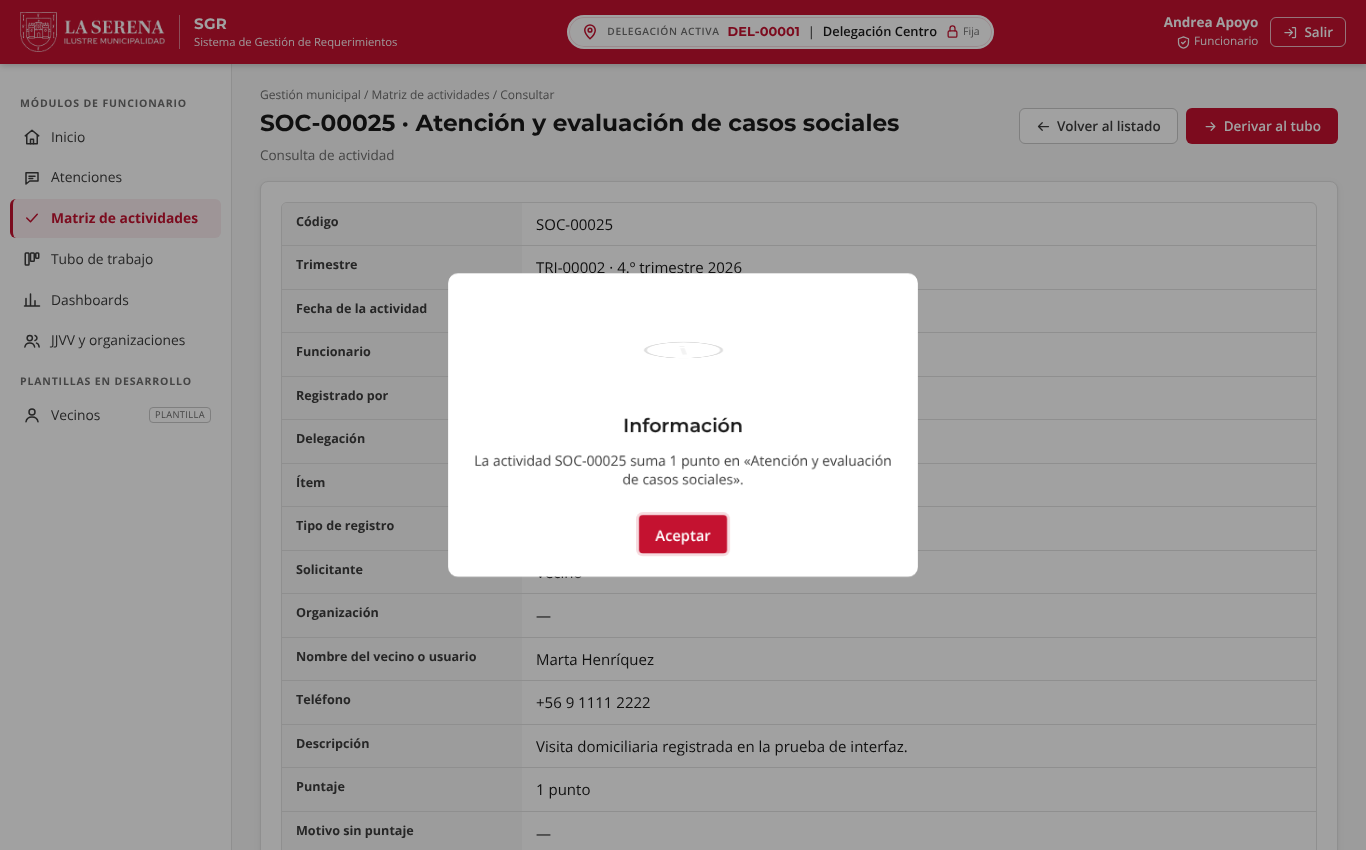 LA SERENA
ILUSTRE MUNICIPALIDAD
SGR
Sistema de Gestión de Requerimientos
DELEGACIÓN ACTIVA DEL-00001 | Delegación Centro Fija
Andrea Apoyo
Funcionario
Salir
MÓDULOS DE FUNCIONARIO
Inicio
Atenciones
Matriz de actividades
Tubo de trabajo
Dashboards
JJVV y organizaciones
PLANTILLAS EN DESARROLLO
Vecinos PLANTILLA
Gestión municipal / Matriz de actividades / Consultar
SOC-00025 · Atención y evaluación de casos sociales
Consulta de actividad
← Volver al listado
→ Derivar al tubo
Código SOC-00025
Trimestre TRI-00002 · 4.º trimestre 2026
Fecha de la actividad
Funcionario
Registrado por
Delegación
Ítem
Tipo de registro
Solicitante Vecino
Organización —
Nombre del vecino o usuario Marta Henríquez
Teléfono +56 9 1111 2222
Descripción Visita domiciliaria registrada en la prueba de interfaz.
Puntaje 1 punto
Motivo sin puntaje —
Información
La actividad SOC-00025 suma 1 punto en «Atención y evaluación
de casos sociales».
Aceptar